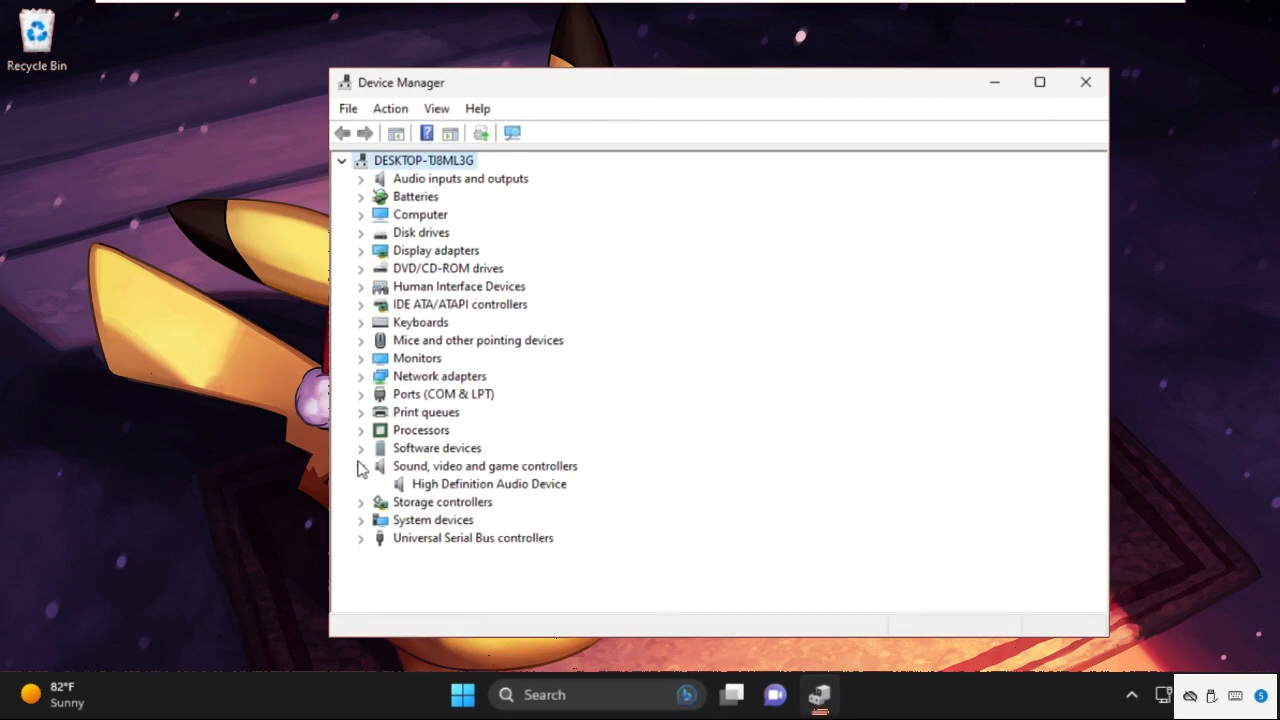 Recycle Bin
Device Manager
File Action View Help
DESKTOP-TJ8ML3G
Audio inputs and outputs
Batteries
Computer
Disk drives
Display adapters
DVD/CD-ROM drives
Human Interface Devices
IDE ATA/ATAPI controllers
Keyboards
Mice and other pointing devices
Monitors
Network adapters
Ports (COM & LPT)
Print queues
Processors
Software devices
Sound, video and game controllers
High Definition Audio Device
Storage controllers
System devices
Universal Serial Bus controllers
82°F
Sunny
Search
5